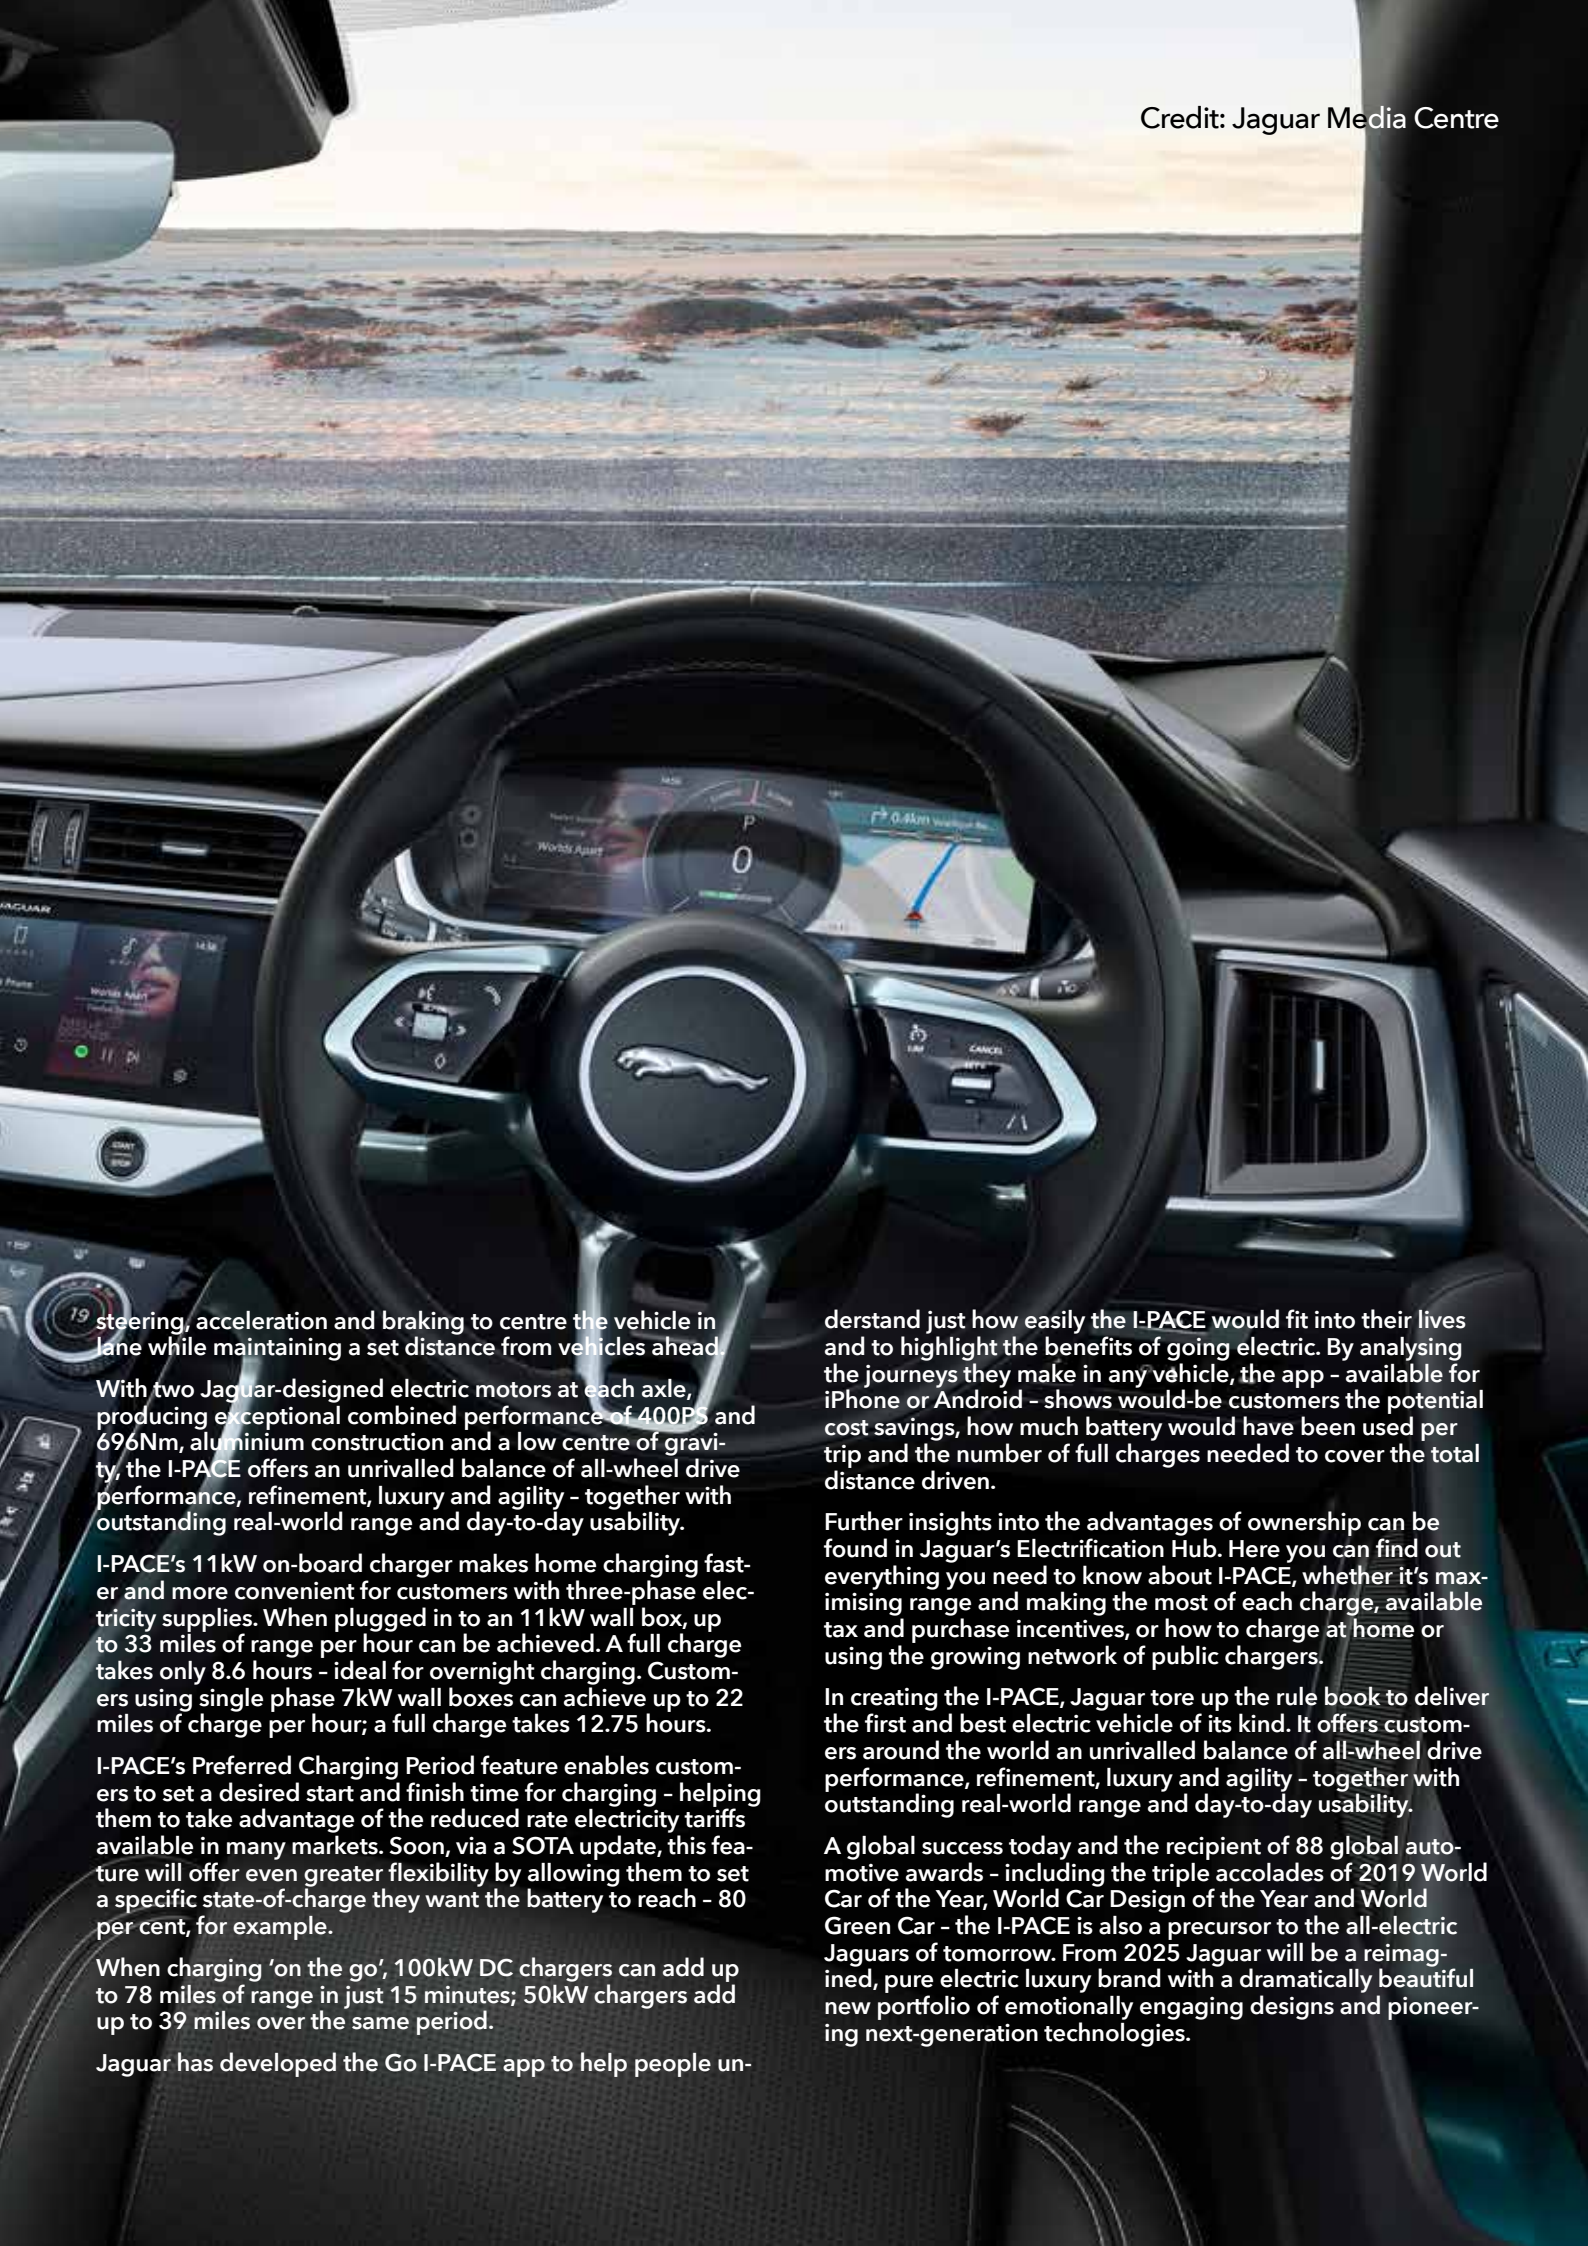 Credit: Jaguar Media Centre
Worlds Apart
P
0
0.4km
JAGUAR
14:38
Phone
Worlds Apart
CANCEL
LIM
START
STOP
19
steering, acceleration and braking to centre the vehicle in
lane while maintaining a set distance from vehicles ahead.
With two Jaguar-designed electric motors at each axle,
producing exceptional combined performance of 400PS and
696Nm, aluminium construction and a low centre of gravi-
ty, the I-PACE offers an unrivalled balance of all-wheel drive
performance, refinement, luxury and agility – together with
outstanding real-world range and day-to-day usability.
I-PACE's 11kW on-board charger makes home charging fast-
er and more convenient for customers with three-phase elec-
tricity supplies. When plugged in to an 11kW wall box, up
to 33 miles of range per hour can be achieved. A full charge
takes only 8.6 hours – ideal for overnight charging. Custom-
ers using single phase 7kW wall boxes can achieve up to 22
miles of charge per hour; a full charge takes 12.75 hours.
I-PACE's Preferred Charging Period feature enables custom-
ers to set a desired start and finish time for charging – helping
them to take advantage of the reduced rate electricity tariffs
available in many markets. Soon, via a SOTA update, this fea-
ture will offer even greater flexibility by allowing them to set
a specific state-of-charge they want the battery to reach – 80
per cent, for example.
When charging 'on the go', 100kW DC chargers can add up
to 78 miles of range in just 15 minutes; 50kW chargers add
up to 39 miles over the same period.
Jaguar has developed the Go I-PACE app to help people un-
derstand just how easily the I-PACE would fit into their lives
and to highlight the benefits of going electric. By analysing
the journeys they make in any vehicle, the app – available for
iPhone or Android – shows would-be customers the potential
cost savings, how much battery would have been used per
trip and the number of full charges needed to cover the total
distance driven.
Further insights into the advantages of ownership can be
found in Jaguar's Electrification Hub. Here you can find out
everything you need to know about I-PACE, whether it's max-
imising range and making the most of each charge, available
tax and purchase incentives, or how to charge at home or
using the growing network of public chargers.
In creating the I-PACE, Jaguar tore up the rule book to deliver
the first and best electric vehicle of its kind. It offers custom-
ers around the world an unrivalled balance of all-wheel drive
performance, refinement, luxury and agility – together with
outstanding real-world range and day-to-day usability.
A global success today and the recipient of 88 global auto-
motive awards – including the triple accolades of 2019 World
Car of the Year, World Car Design of the Year and World
Green Car – the I-PACE is also a precursor to the all-electric
Jaguars of tomorrow. From 2025 Jaguar will be a reimag-
ined, pure electric luxury brand with a dramatically beautiful
new portfolio of emotionally engaging designs and pioneer-
ing next-generation technologies.